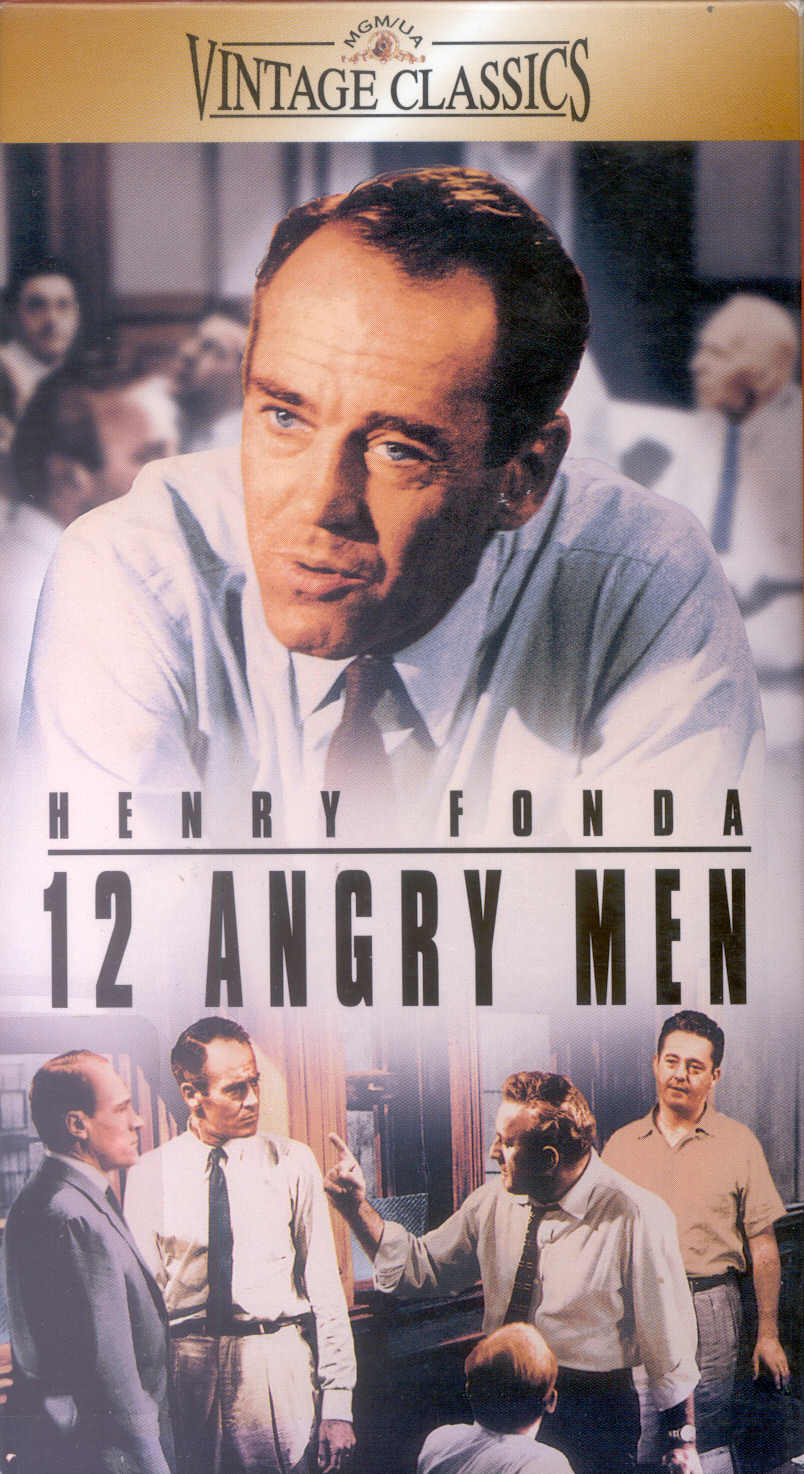 MGM/UA
VINTAGE CLASSICS
HENRY FONDA
12 ANGRY MEN